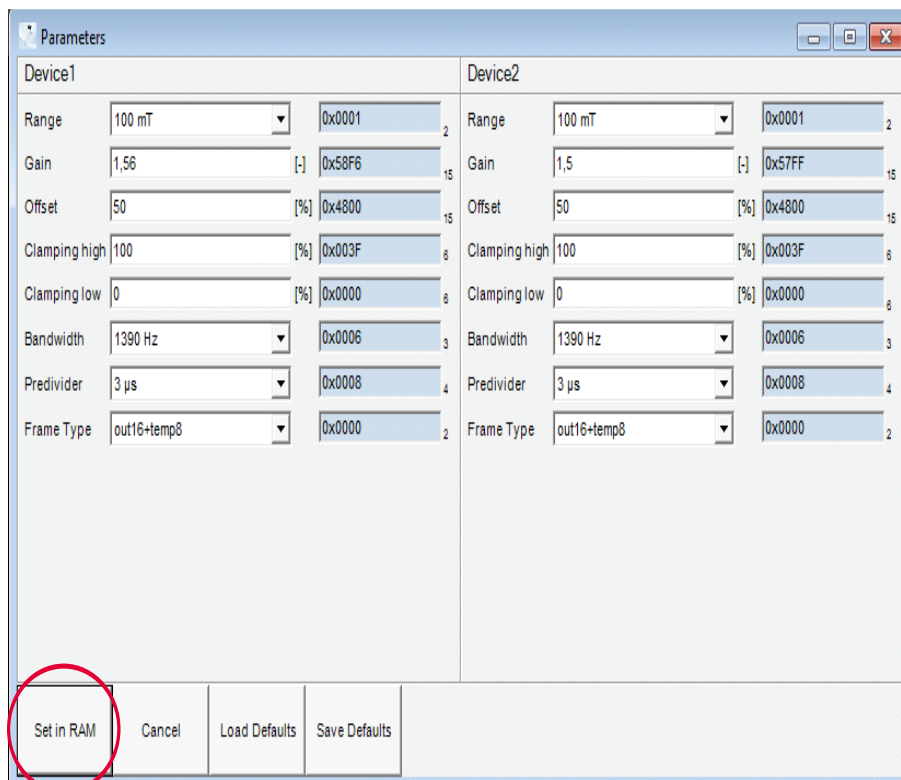 Parameters
Device1
Range 100 mT 0x0001 2
Gain 1,56 [-] 0x58F6 15
Offset 50 [%] 0x4800 15
Clamping high 100 [%] 0x003F 6
Clamping low 0 [%] 0x0000 6
Bandwidth 1390 Hz 0x0006 3
Predivider 3 µs 0x0008 4
Frame Type out16+temp8 0x0000 2
Device2
Range 100 mT 0x0001 2
Gain 1,5 [-] 0x57FF 15
Offset 50 [%] 0x4800 15
Clamping high 100 [%] 0x003F 6
Clamping low 0 [%] 0x0000 6
Bandwidth 1390 Hz 0x0006 3
Predivider 3 µs 0x0008 4
Frame Type out16+temp8 0x0000 2
Set in RAM
Cancel
Load Defaults
Save Defaults